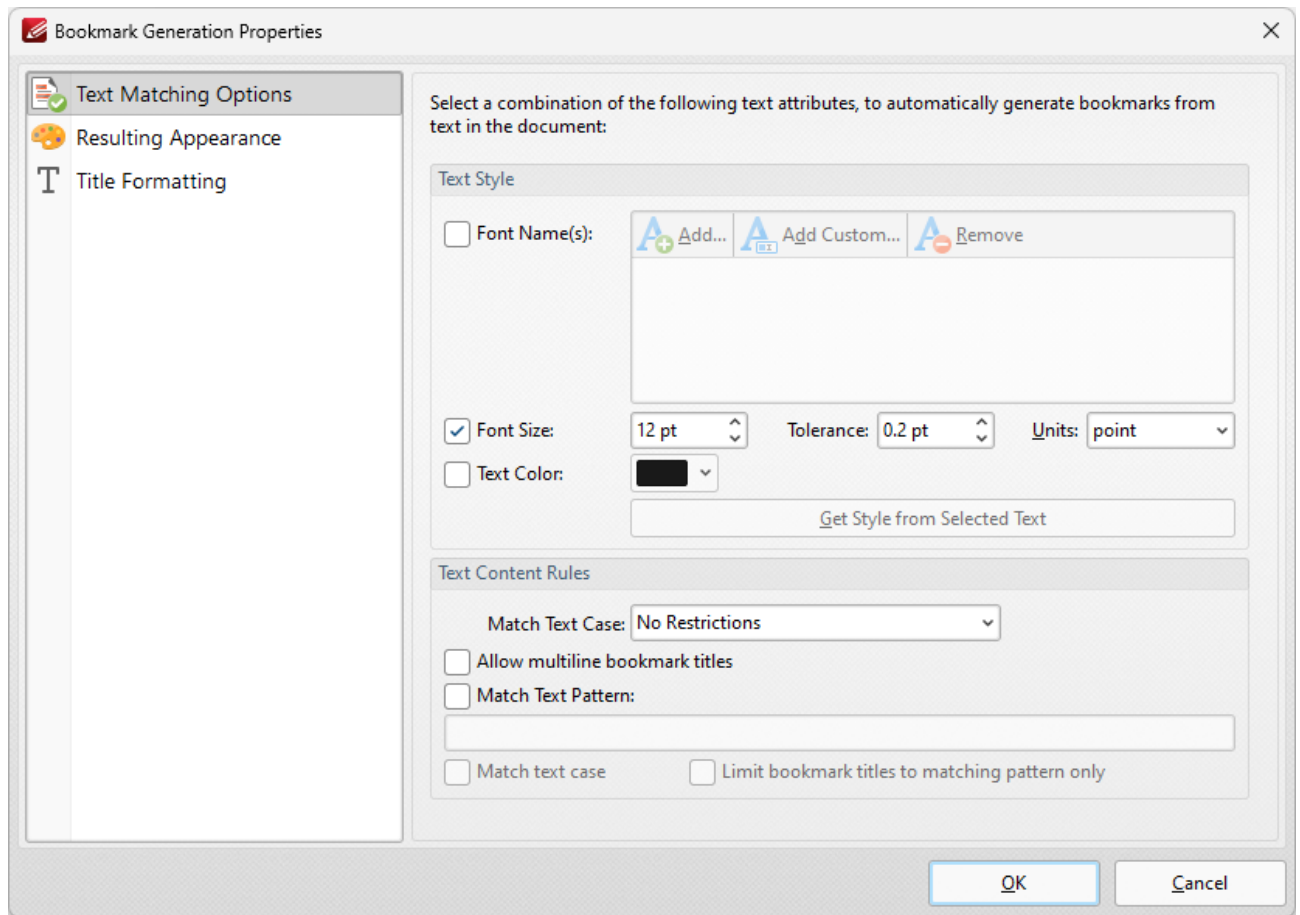 Bookmark Generation Properties
Text Matching Options
Resulting Appearance
Title Formatting
Select a combination of the following text attributes, to automatically generate bookmarks from
text in the document:
Text Style
Font Name(s): Add... Add Custom... Remove
Font Size: 12 pt Tolerance: 0.2 pt Units: point
Text Color:
Get Style from Selected Text
Text Content Rules
Match Text Case: No Restrictions
Allow multiline bookmark titles
Match Text Pattern:
Match text case Limit bookmark titles to matching pattern only
OK Cancel